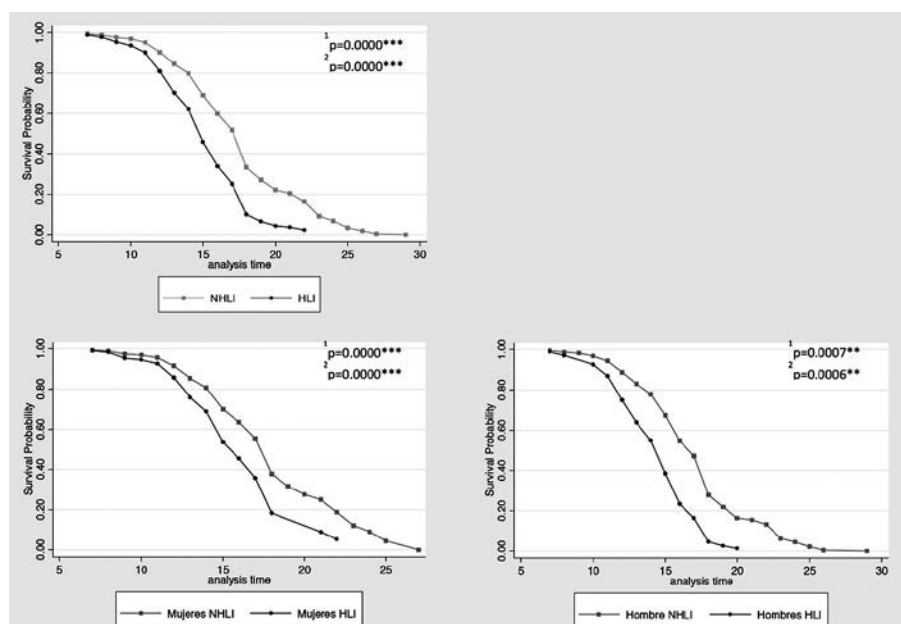 1.00
0.80
0.60
0.40
0.20
0.00
Survival Probability
1
p=0.0000***
2
p=0.0000***
5 10 15 20 25 30
analysis time
NHLI HLI
1.00
0.80
0.60
0.40
0.20
0.00
Survival Probability
1
p=0.0000***
2
p=0.0000***
5 10 15 20 25
analysis time
Mujeres NHLI Mujeres HLI
1.00
0.80
0.60
0.40
0.20
0.00
Survival Probability
1
p=0.0007**
2
p=0.0006**
5 10 15 20 25 30
analysis time
Hombre NHLI Hombres HLI